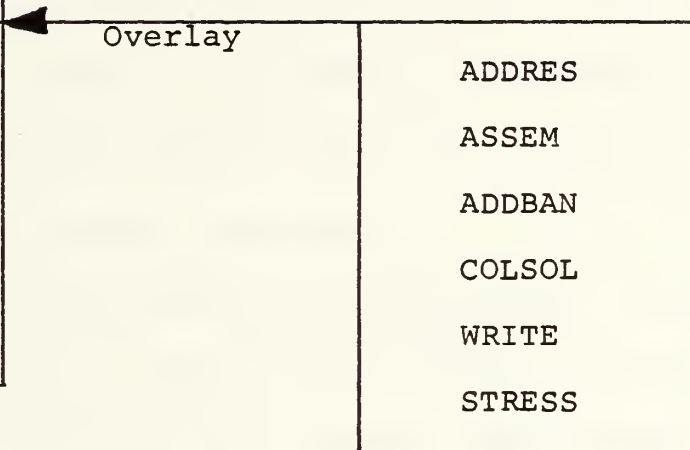 Overlay
ADDRES
ASSEM
ADDBAN
COLSOL
WRITE
STRESS